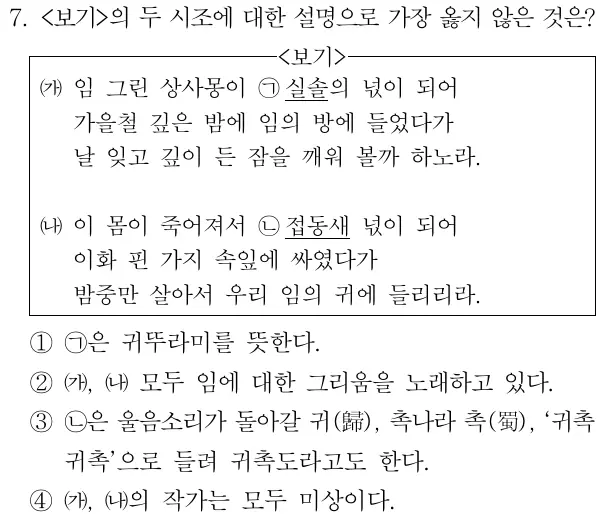 7. <보기>의 두 시조에 대한 설명으로 가장 옳지 않은 것은?
<보기>
㈎ 임 그린 상사몽이 ㉠실솔의 넋이 되어
가을철 깊은 밤에 임의 방에 들었다가
날 잊고 깊이 든 잠을 깨워 볼까 하노라.
㈏ 이 몸이 죽어져서 ㉡접동새 넋이 되어
이화 핀 가지 속잎에 싸였다가
밤중만 살아서 우리 임의 귀에 들리리라.
① ㉠은 귀뚜라미를 뜻한다.
② ㈎, ㈏ 모두 임에 대한 그리움을 노래하고 있다.
③ ㉡은 울음소리가 돌아갈 귀(歸), 촉나라 촉(蜀), ‘귀촉
귀촉’으로 들려 귀촉도라고도 한다.
④ ㈎, ㈏의 작가는 모두 미상이다.